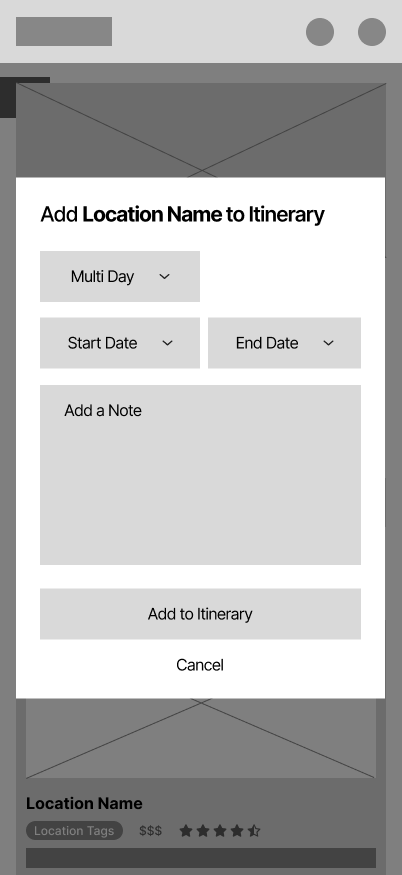 Add Location Name to Itinerary
Multi Day
Start Date End Date
Add a Note
Add to Itinerary
Cancel
Location Name
Location Tags $$$